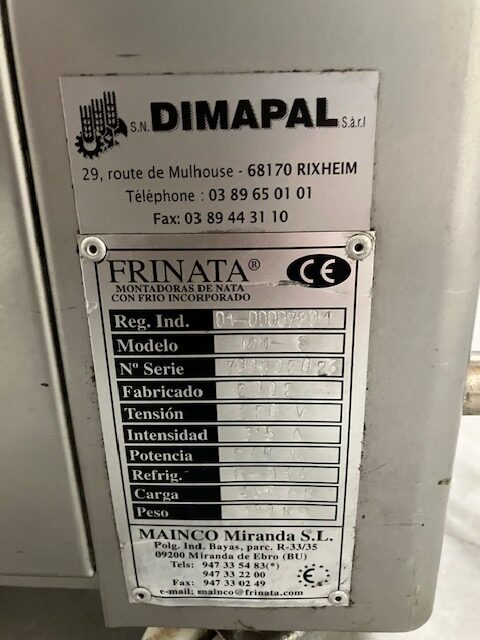 S.N. DIMAPAL S.à.r.l
29, route de Mulhouse - 68170 RIXHEIM
Téléphone : 03 89 65 01 01
Fax: 03 89 44 31 10
FRINATA® CE
MONTADORAS DE NATA
CON FRIO INCORPORADO
Reg. Ind.
Modelo
Nº Serie
Fabricado
Tensión V
Intensidad A
Potencia W
Refrig.
Carga
Peso
MAINCO Miranda S.L.
Polg. Ind. Bayas, parc. R-33/35
09200 Miranda de Ebro (BU)
Tels: 947 33 54 83(*)
947 33 22 00
Fax: 947 33 02 49
e-mail; mainco@frinata.com